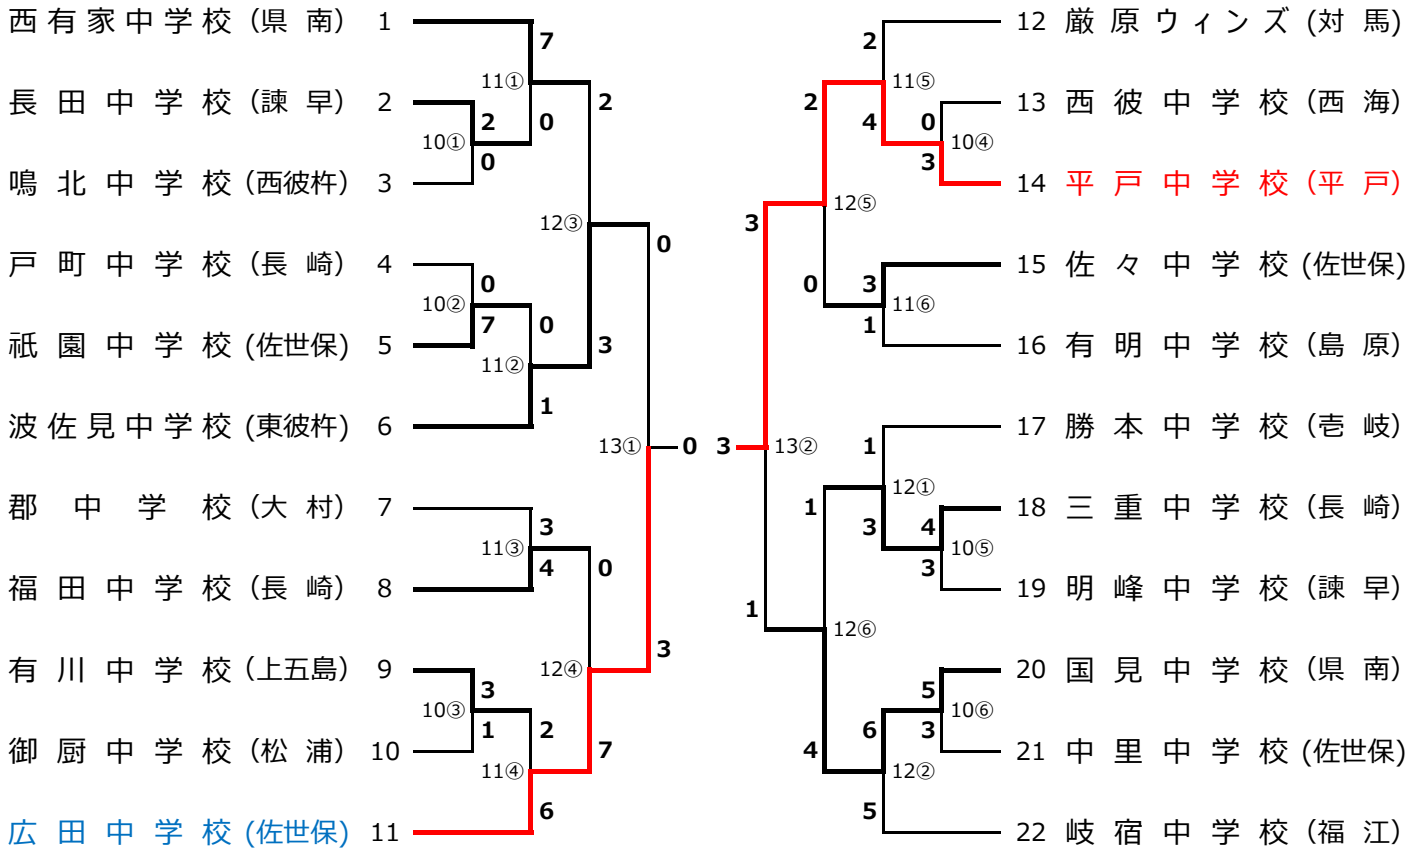 西有家中学校 (県南) 1
7
11①
長田中学校 (諫早) 2
2
0
2
10①
0
鳴北中学校 (西彼杵) 3
12③
0
戸町中学校 (長崎) 4
0
10②
7
0
祇園中学校 (佐世保) 5
3
11②
1
波佐見中学校 (東彼杵) 6
13①
0
郡中学校 (大村) 7
3
11③
4
0
福田中学校 (長崎) 8
3
12④
有川中学校 (上五島) 9
3
10③
1
2
7
御厨中学校 (松浦) 10
11④
6
広田中学校 (佐世保) 11
12 厳原ウィンズ (対馬)
2
11⑤
2
13 西彼中学校 (西海)
4
0
10④
3
14 平戸中学校 (平戸)
12⑤
3
15 佐々中学校 (佐世保)
0
3
11⑥
1
16 有明中学校 (島原)
17 勝本中学校 (壱岐)
3
13②
1
12①
1
18 三重中学校 (長崎)
3
4
10⑤
3
19 明峰中学校 (諫早)
1
12⑥
20 国見中学校 (県南)
5
10⑥
6
3
4
21 中里中学校 (佐世保)
12②
5
22 岐宿中学校 (福江)